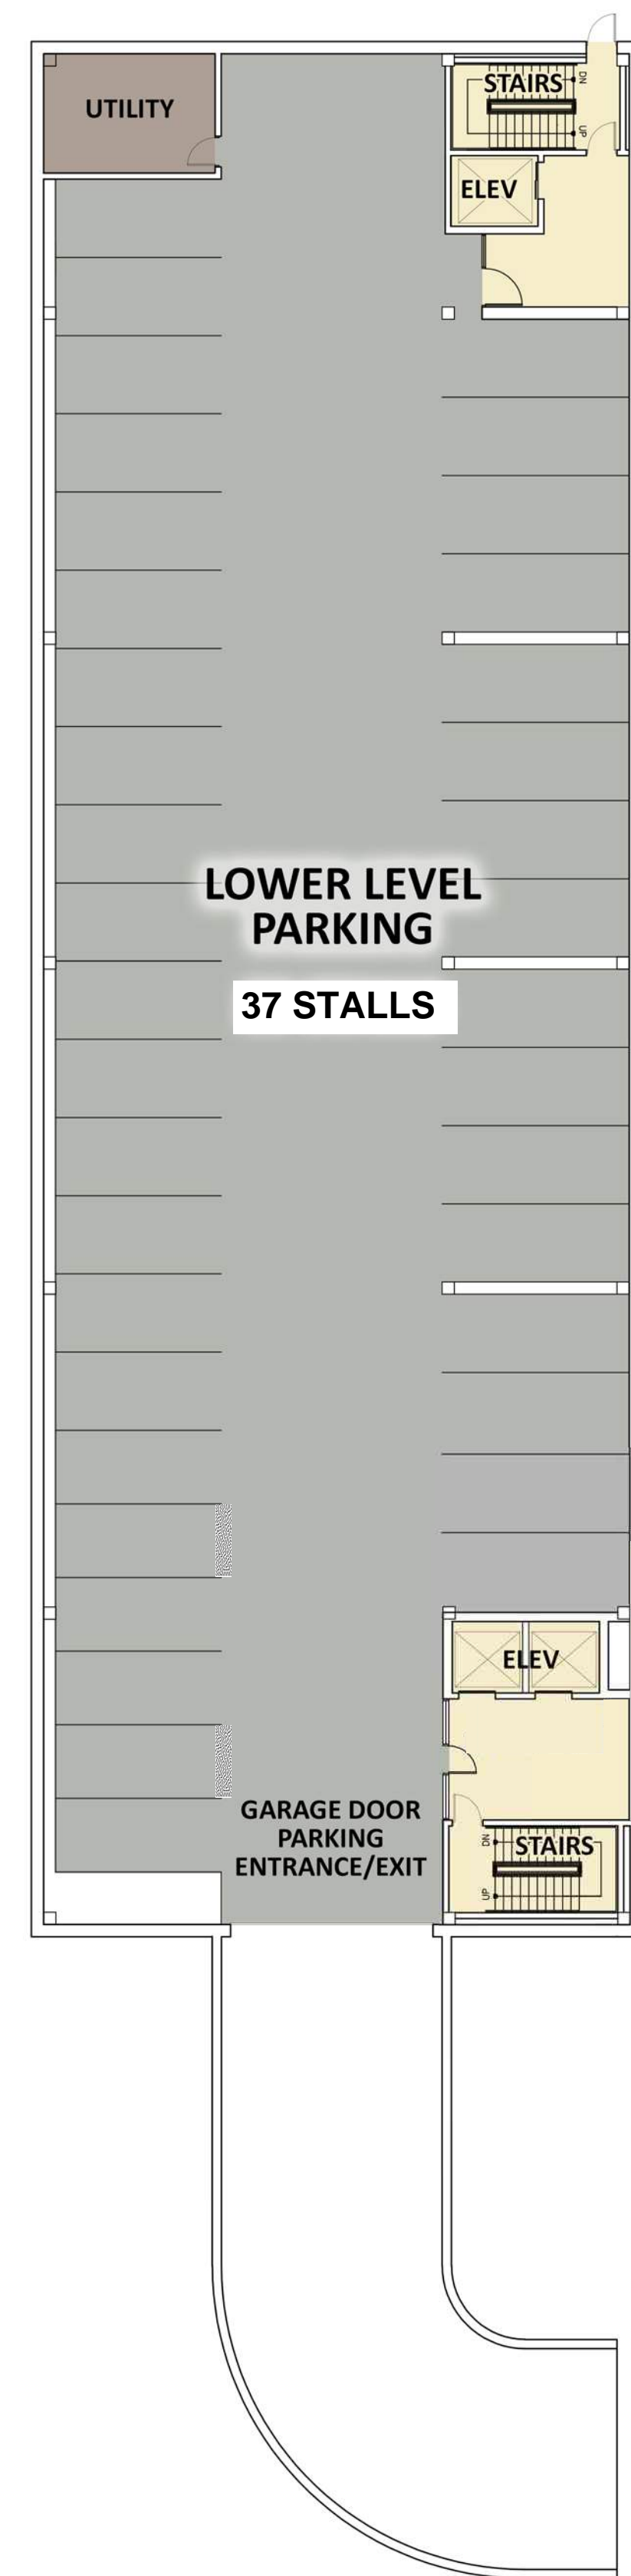 UTILITY
STAIRS
DN
UP
ELEV
LOWER LEVEL
PARKING
37 STALLS
ELEV
GARAGE DOOR
PARKING
ENTRANCE/EXIT
STAIRS
DN
UP